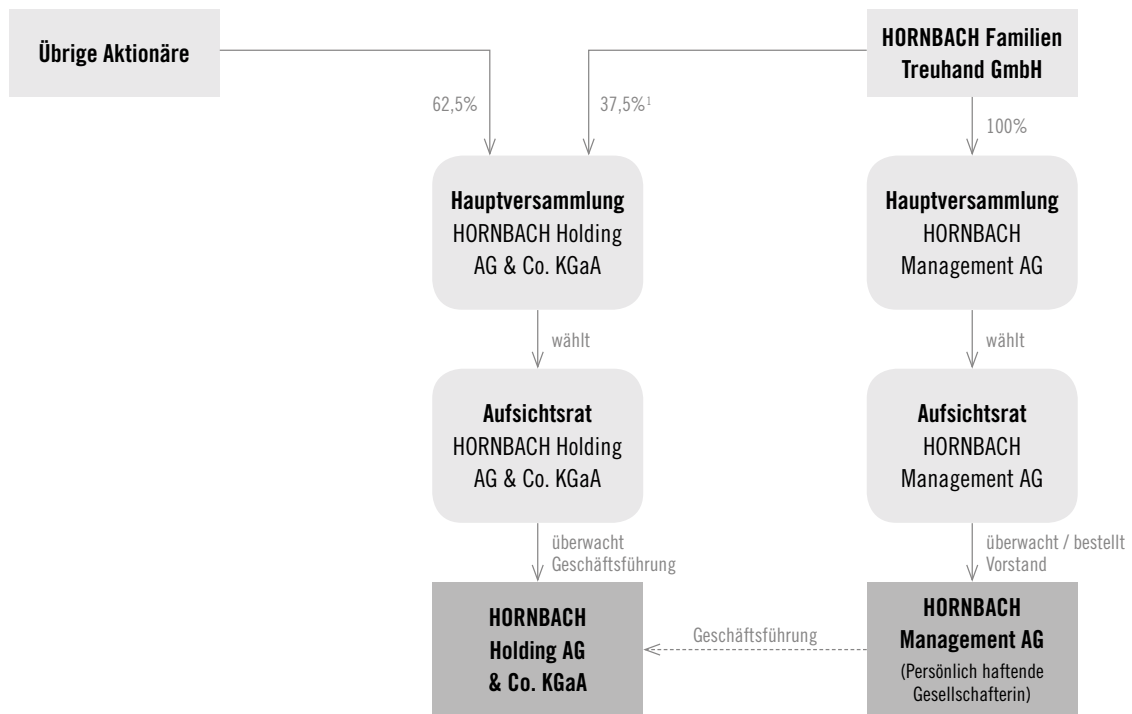 Übrige Aktionäre
HORNBACH Familien
Treuhand GmbH
62,5%
37,5%¹
100%
Hauptversammlung
HORNBACH Holding
AG & Co. KGaA
Hauptversammlung
HORNBACH
Management AG
wählt
wählt
Aufsichtsrat
HORNBACH Holding
AG & Co. KGaA
Aufsichtsrat
HORNBACH
Management AG
überwacht
Geschäftsführung
überwacht / bestellt
Vorstand
HORNBACH
Holding AG
& Co. KGaA
Geschäftsführung
HORNBACH
Management AG
(Persönlich haftende
Gesellschafterin)